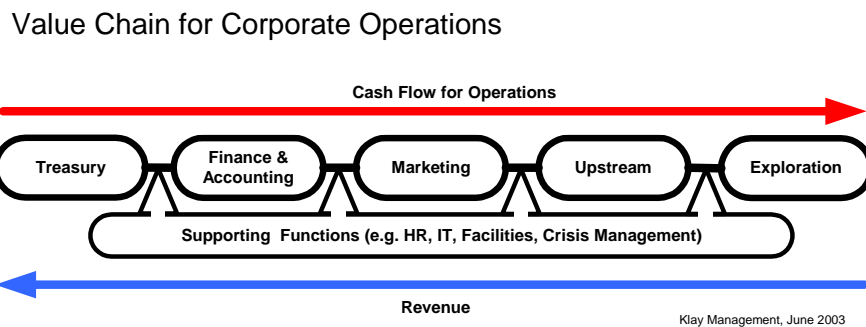 Value Chain for Corporate Operations
Cash Flow for Operations
Treasury
Finance &
Accounting
Marketing
Upstream
Exploration
Supporting Functions (e.g. HR, IT, Facilities, Crisis Management)
Revenue
Klay Management, June 2003